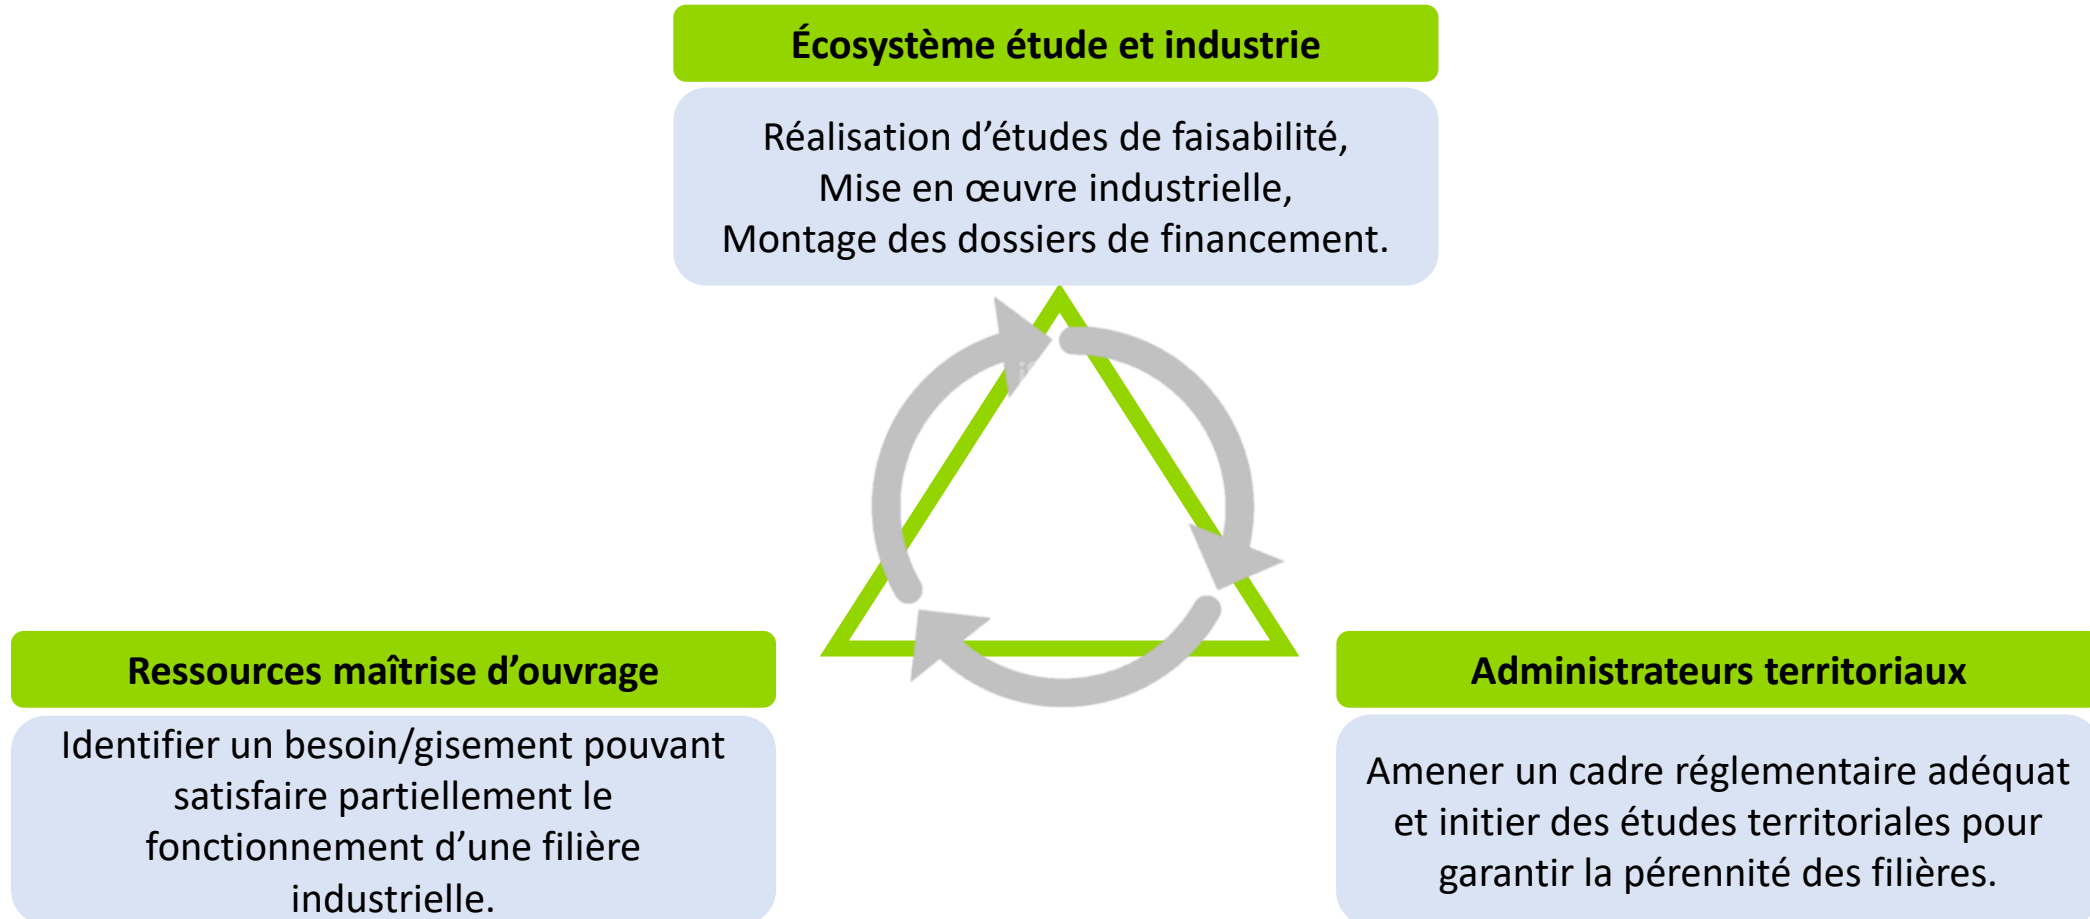 Écosystème étude et industrie
Réalisation d’études de faisabilité,
Mise en œuvre industrielle,
Montage des dossiers de financement.
Ressources maîtrise d’ouvrage
Identifier un besoin/gisement pouvant
satisfaire partiellement le
fonctionnement d’une filière
industrielle.
Administrateurs territoriaux
Amener un cadre réglementaire adéquat
et initier des études territoriales pour
garantir la pérennité des filières.